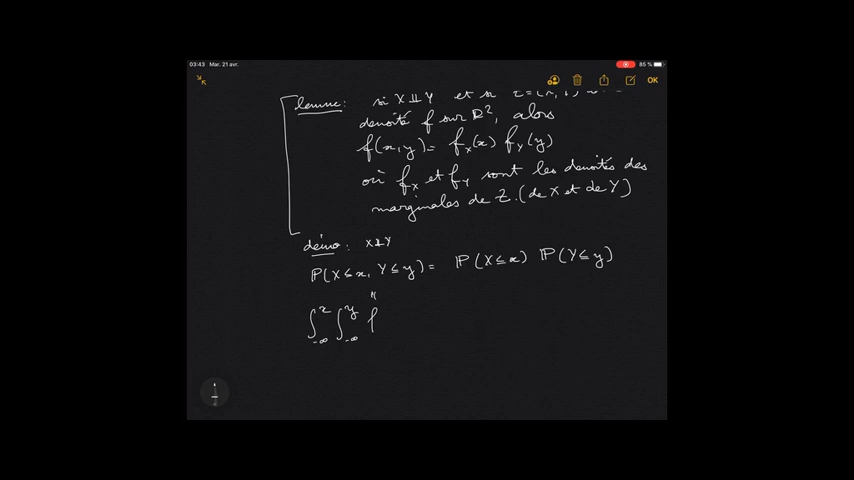 03:43 Mar. 21 avr.
85 %
OK
lemme: si X ⫫ Y et si Z=(X,
densité f sur ℝ², alors
f(x,y)= f_X(x) f_Y(y)
où f_X et f_Y sont les densités des
marginales de Z. (de X et de Y)
démo: X⫫Y
ℙ(X≤x, Y≤y)= ℙ(X≤x) ℙ(Y≤y)
"
∫_{-∞}^{x} ∫_{-∞}^{y} f